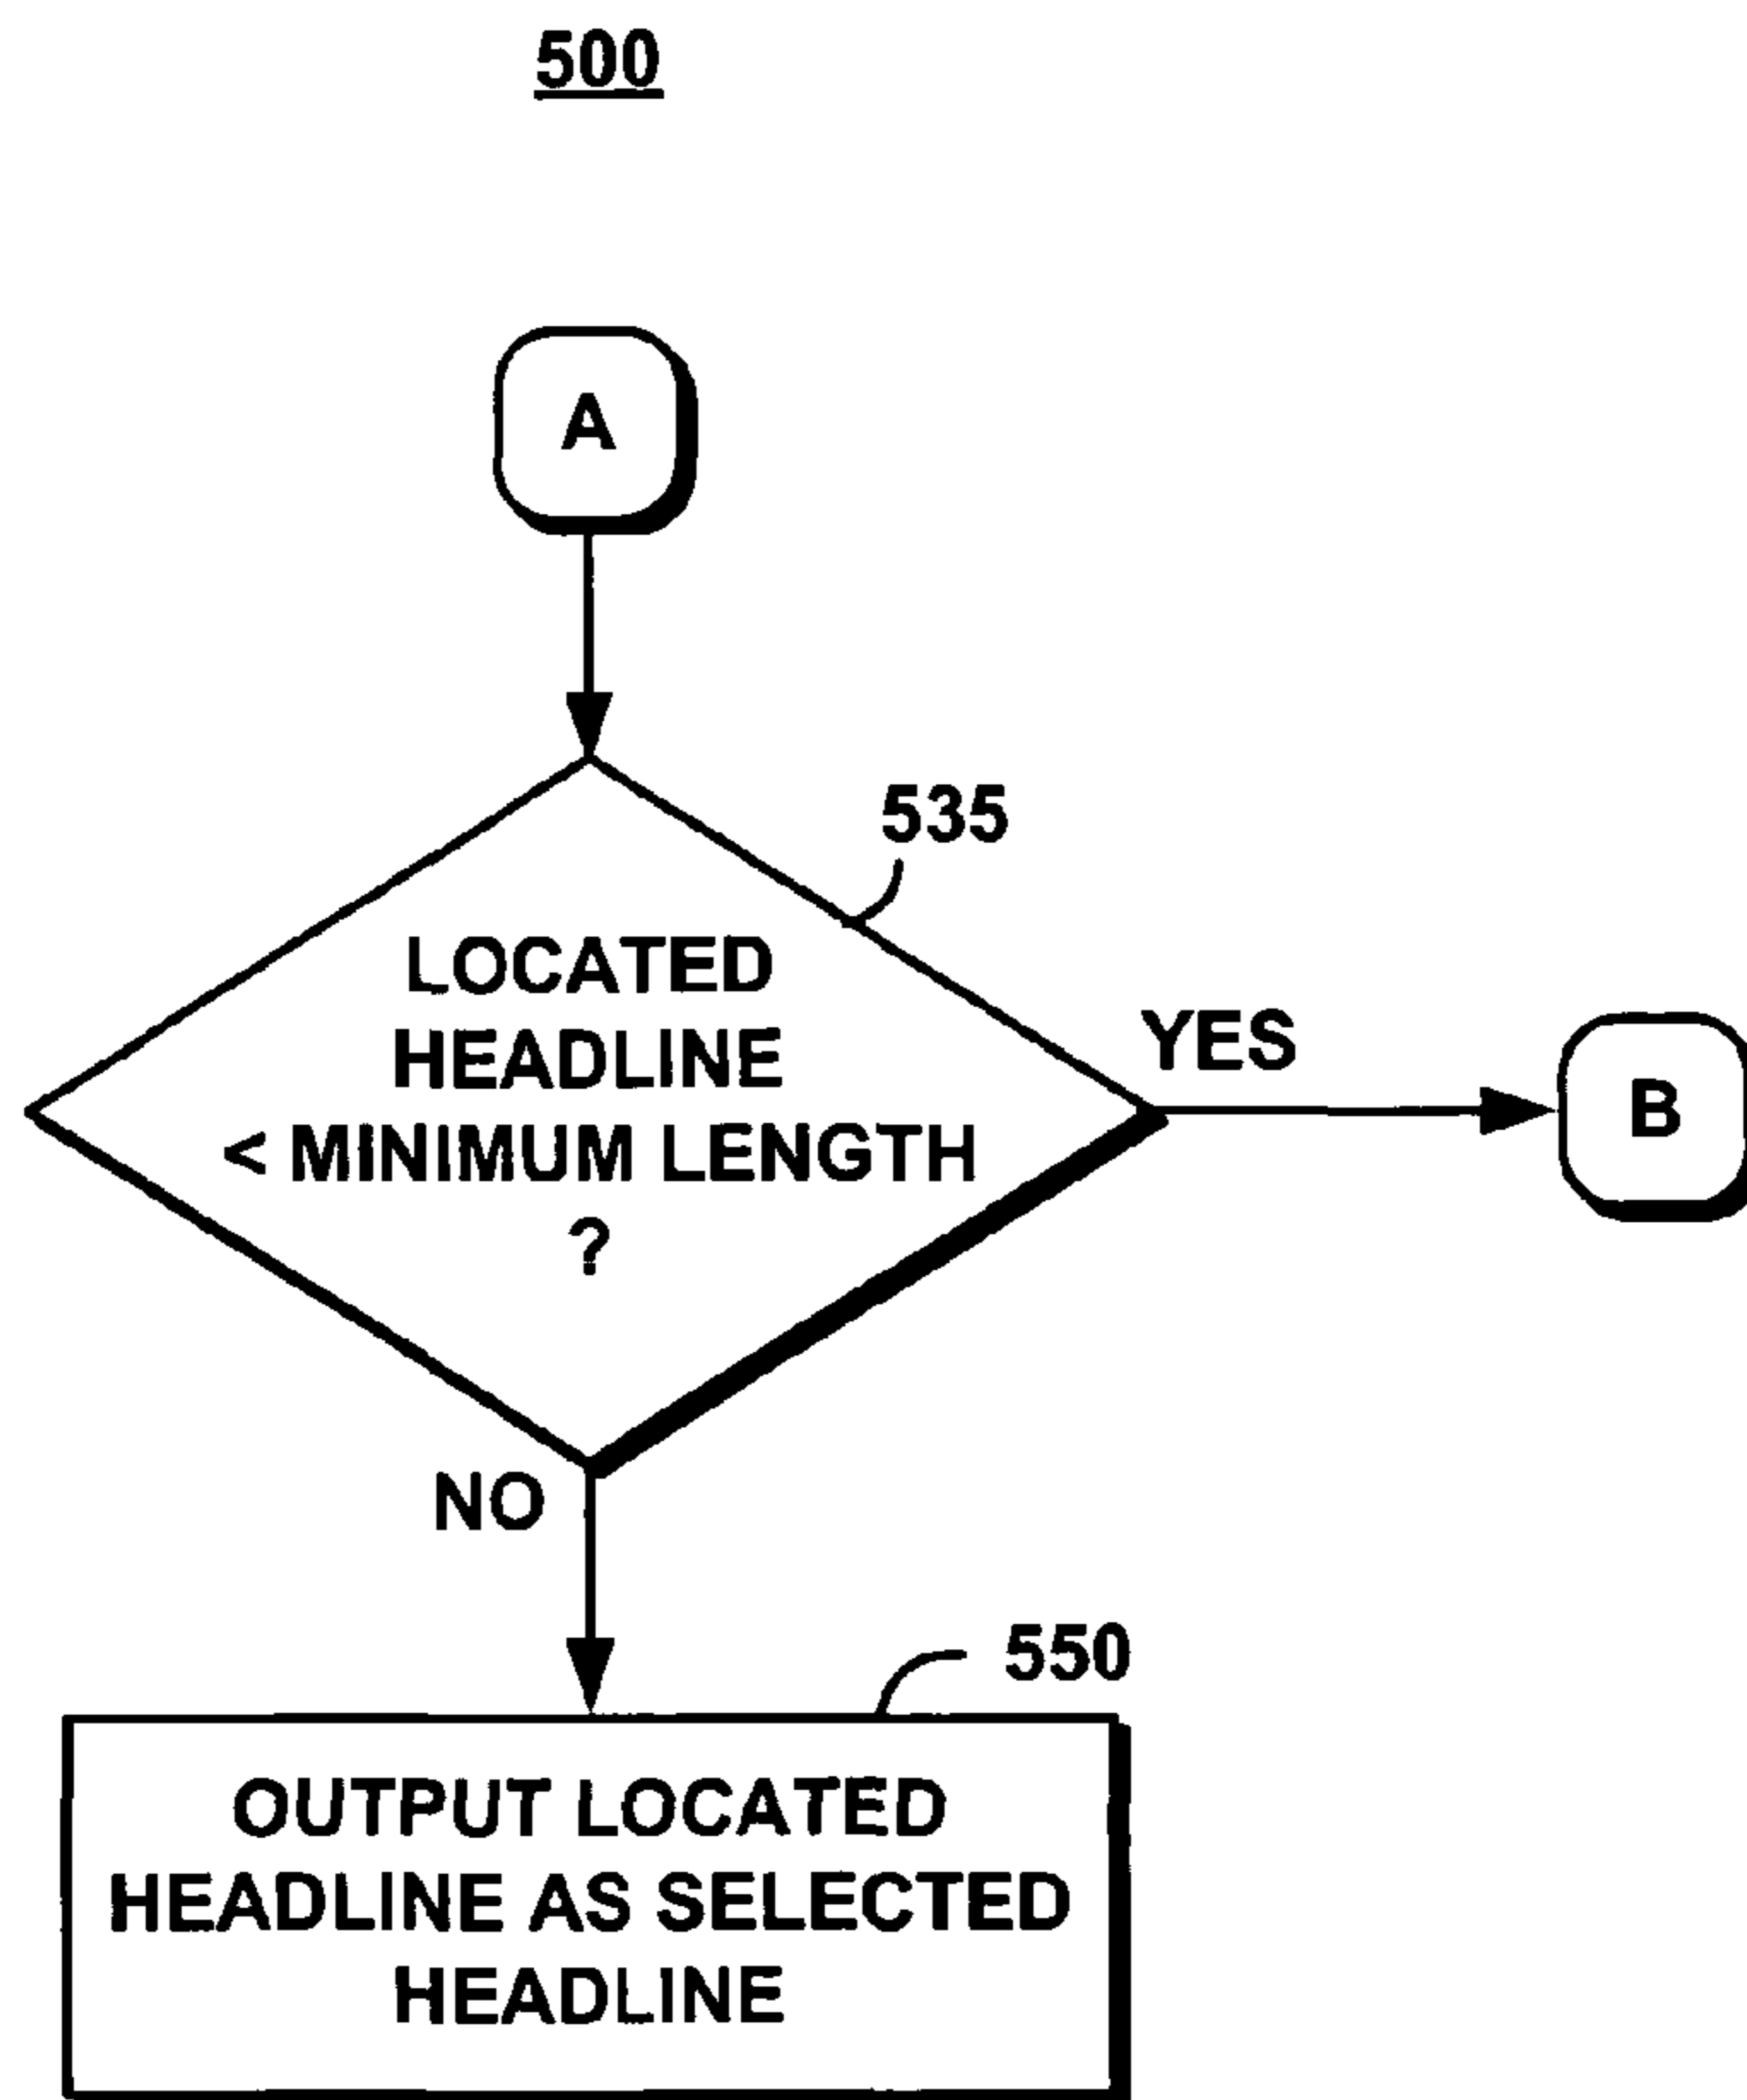 500
A
535
LOCATED
HEADLINE
< MINIMUM LENGTH
?
YES
B
NO
550
OUTPUT LOCATED
HEADLINE AS SELECTED
HEADLINE